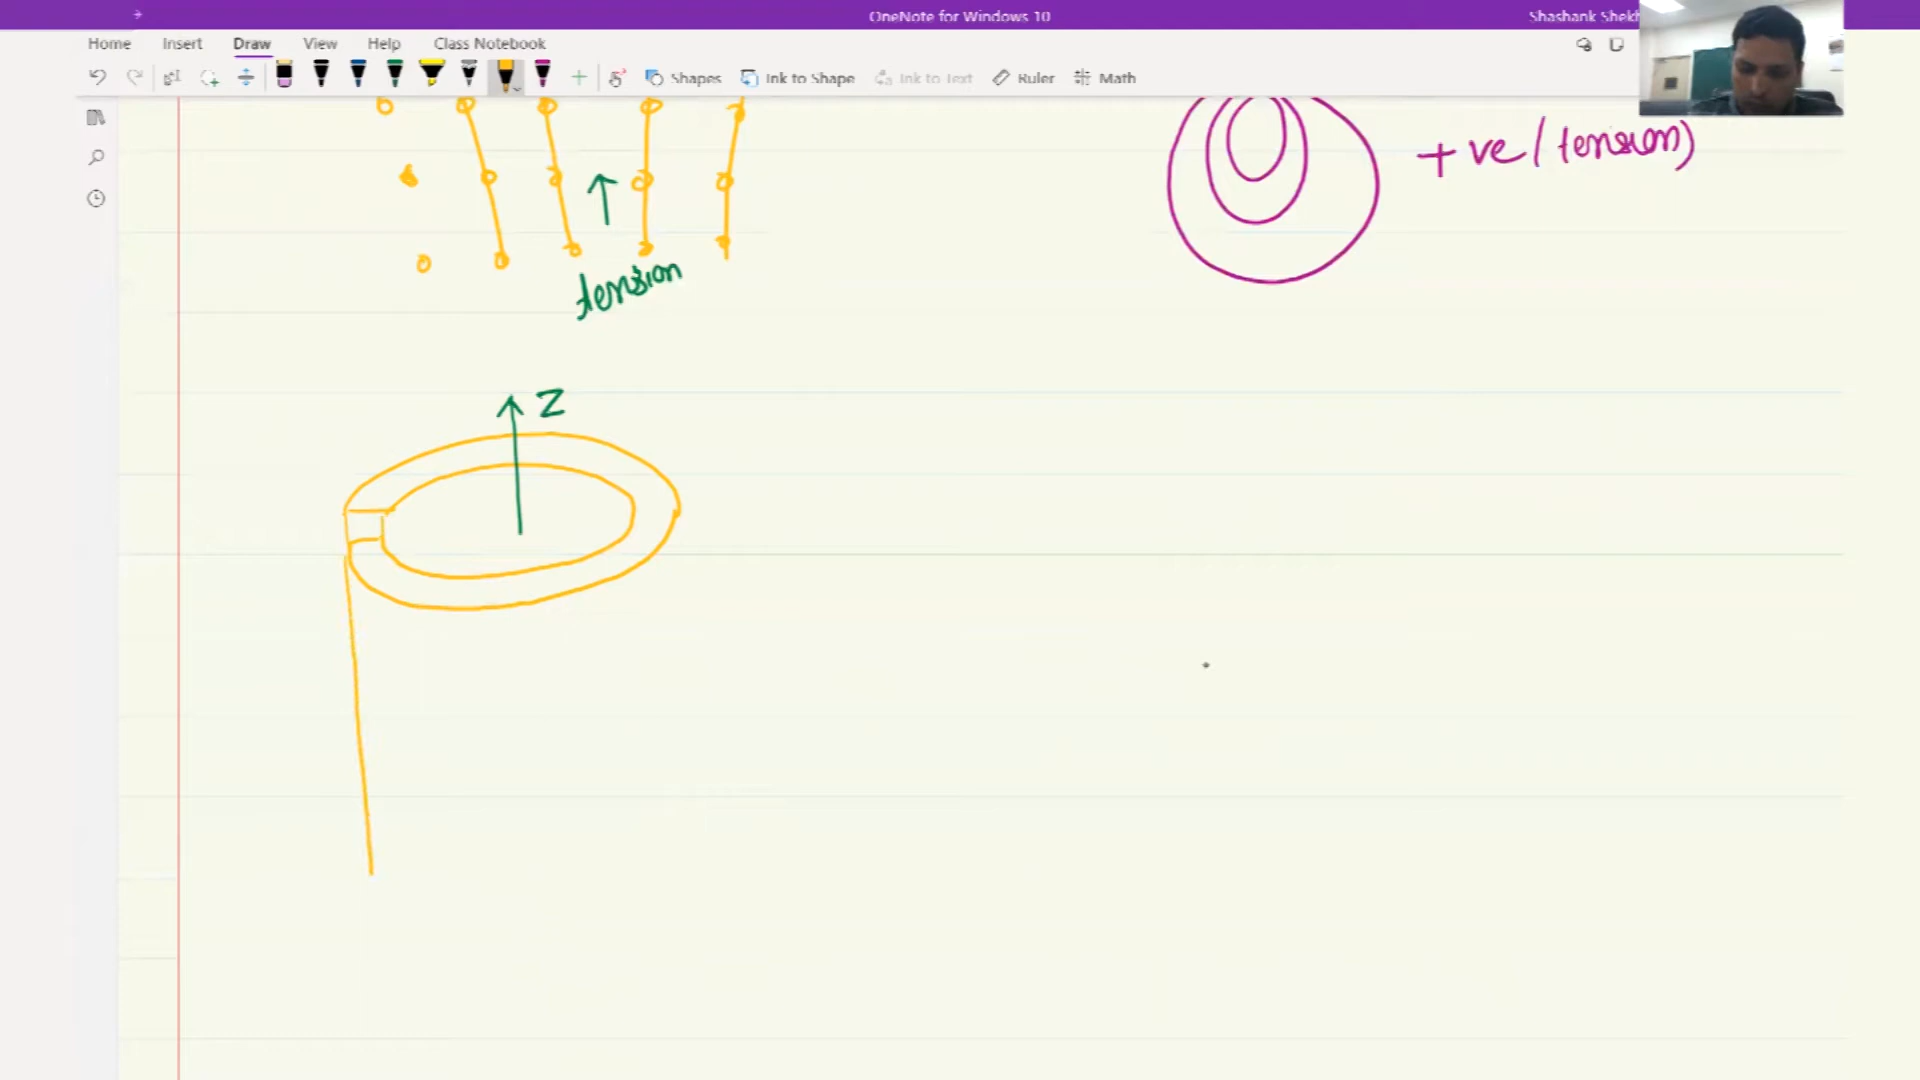 OneNote for Windows 10
Shashank Shekh
Home Insert Draw View Help Class Notebook
Shapes Ink to Shape Ink to Text Ruler Math
+ve (tension)
tension
Z